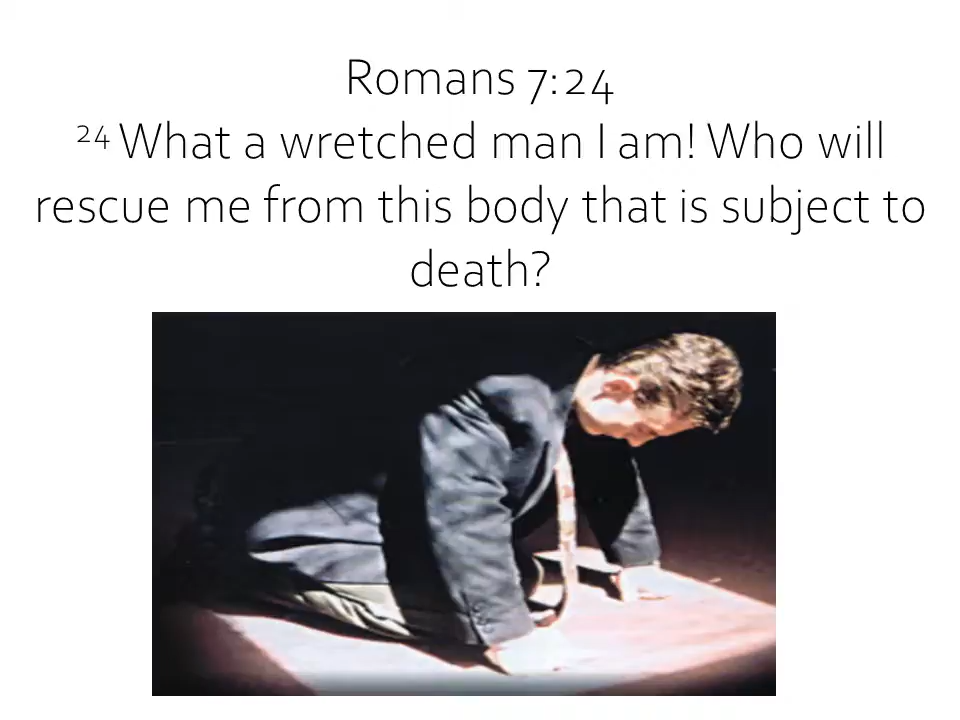 Romans 7:24
24 What a wretched man I am! Who will
rescue me from this body that is subject to
death?